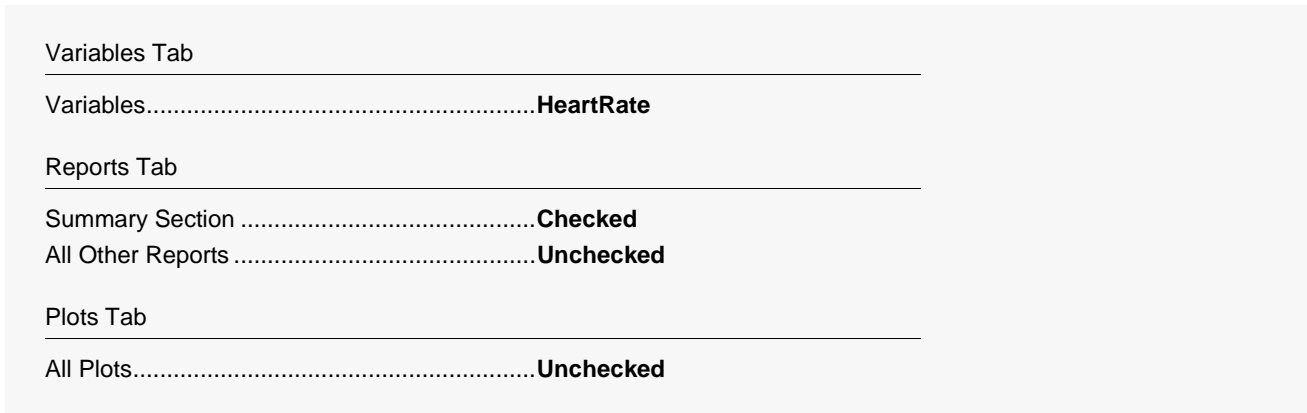 Variables Tab
Variables..........................................................HeartRate
Reports Tab
Summary Section ............................................Checked
All Other Reports .............................................Unchecked
Plots Tab
All Plots............................................................Unchecked